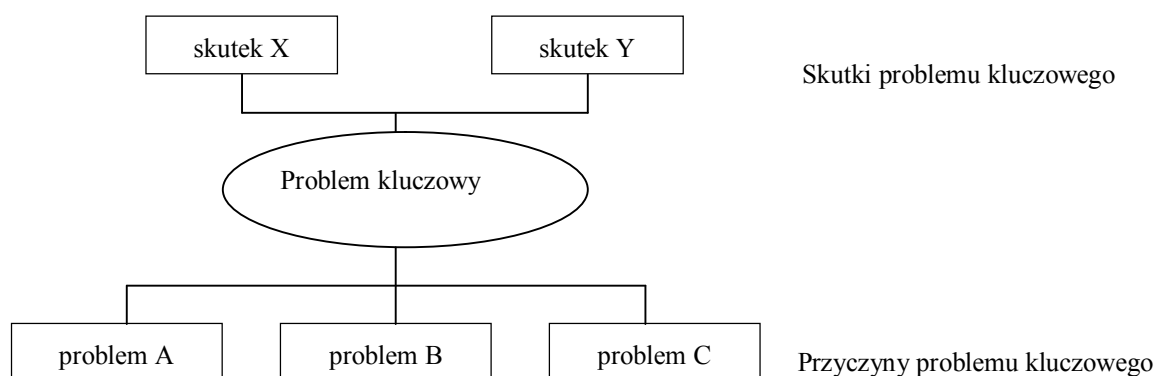 skutek X
skutek Y
Skutki problemu kluczowego
Problem kluczowy
problem A
problem B
problem C
Przyczyny problemu kluczowego